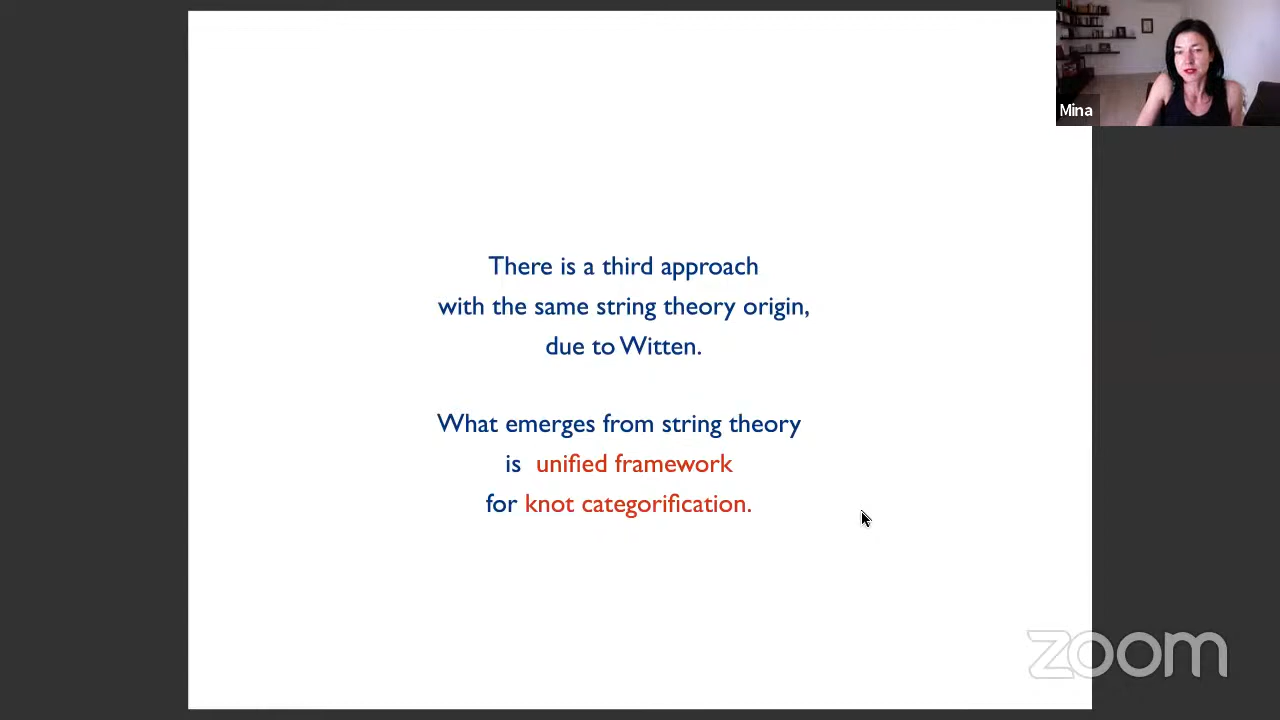 Mina
There is a third approach
with the same string theory origin,
due to Witten.
What emerges from string theory
is unified framework
for knot categorification.
zoom